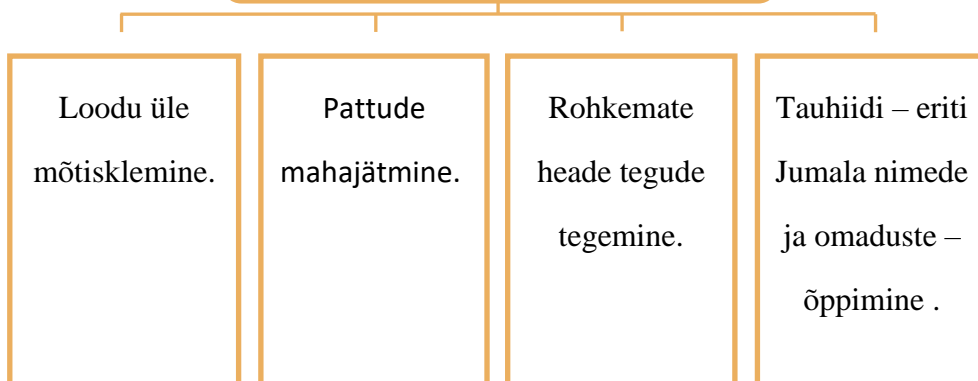 Loodu üle
mõtisklemine.
Pattude
mahajätmine.
Rohkemate
heade tegude
tegemine.
Tauhiidi – eriti
Jumala nimede
ja omaduste –
õppimine .